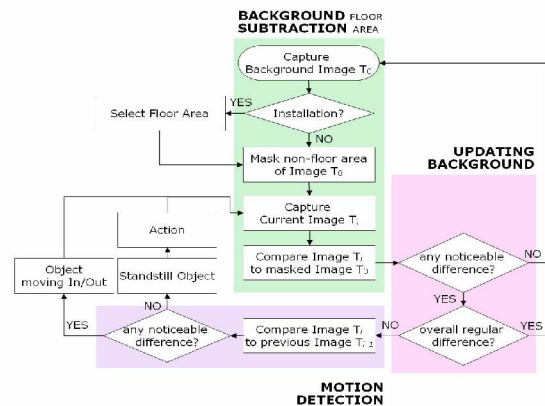 BACKGROUND FLOOR
SUBTRACTION AREA
Capture
Background Image T0
YES
Installation?
Select Floor Area
NO
Mask non-floor area
of Image T0
UPDATING
BACKGROUND
Capture
Current Image Ti
Action
Compare Image Ti
to masked Image T0
any noticeable
difference?
NO
Object
moving In/Out
Standstill Object
YES
NO
YES
any noticeable
difference?
Compare Image Ti
to previous Image Ti-1
NO
overall regular
difference?
YES
MOTION
DETECTION